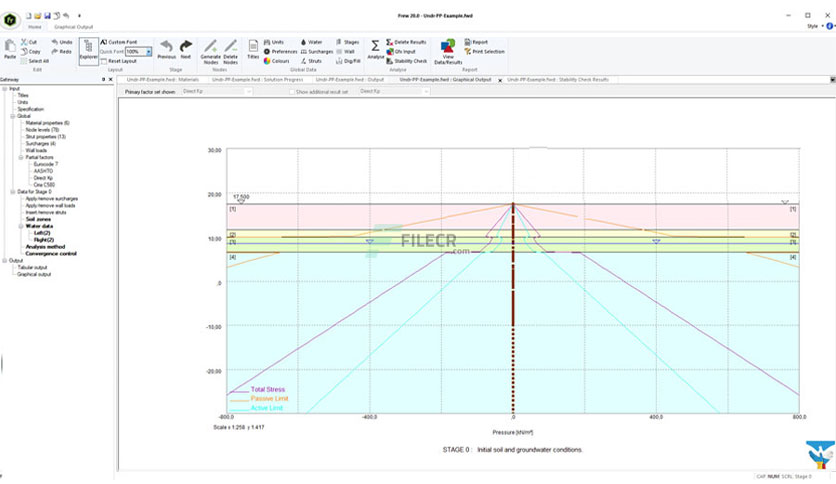 Frew 20.0 - Undr-PP-Example.fwd
Fr
Home Graphical Output
Style
Paste
Cut
Copy
Select All
Undo
Redo
Edit
Explorer
Custom Font
Quick Font 100%
Reset Layout
Layout
Previous Next
Stage
Generate Nodes
Delete Nodes
Nodes
Titles
Units
Preferences
Colours
Water
Surcharges
Struts
Stages
Wall
Dig/Fill
Global Data
Analyse
Delete Results
Stability Check
Analyse
View Data/Results
Report
Print Selection
Report
Gateway
Undr-PP-Example.fwd : Materials
Undr-PP-Example.fwd : Solution Progress
Undr-PP-Example.fwd : Output
Undr-PP-Example.fwd : Graphical Output
Undr-PP-Example.fwd : Stability Check Results
Input
Titles
Units
Specification
Global
Material properties (6)
Node levels (78)
Strut properties (13)
Surcharges (4)
Wall loads
Partial factors
Eurocode 7
AASHTO
Direct Kp
One C580
Data for Stage 0
Apply/remove surcharges
Apply/remove wall loads
Insert/remove struts
Soil zones
Water data
Left(2)
Right(2)
Analysis method
Convergence control
Output
Tabular output
Graphical output
Primary factor set shown: Direct Kp
Show additional result set Direct Kp
30.00
20.00
10.00
.0
-10.00
-20.00
17.500
[1] [1]
[2] [2]
[3] [3]
[4] [4]
FILECR
.com
Total Stress
Passive Limit
Active Limit
-800.0 -400.0 .0 400.0 800.0
Scale x 1:256 y 1:417
Pressure [kN/m²]
STAGE 0 : Initial soil and groundwater conditions
CAP NUM SCRL Stage 0